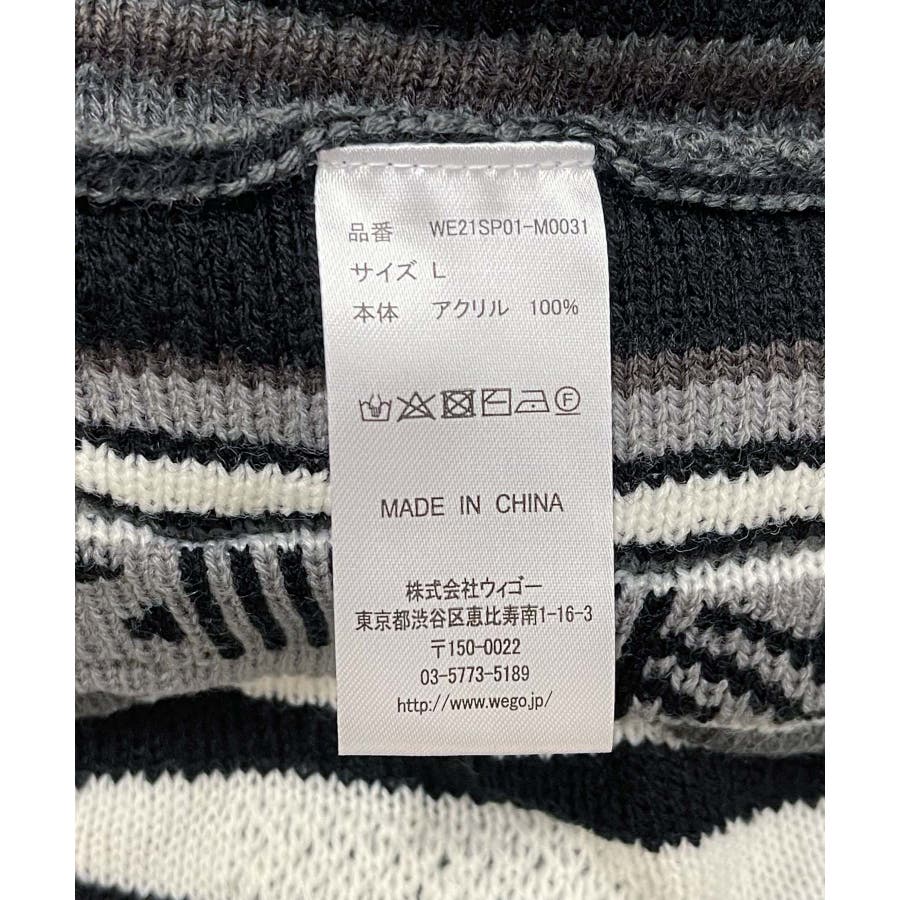 品番 WE21SP01-M0031
サイズ L
本体 アクリル 100%
F
MADE IN CHINA
株式会社ウィゴー
東京都渋谷区恵比寿南1-16-3
〒150-0022
03-5773-5189
http://www.wego.jp/